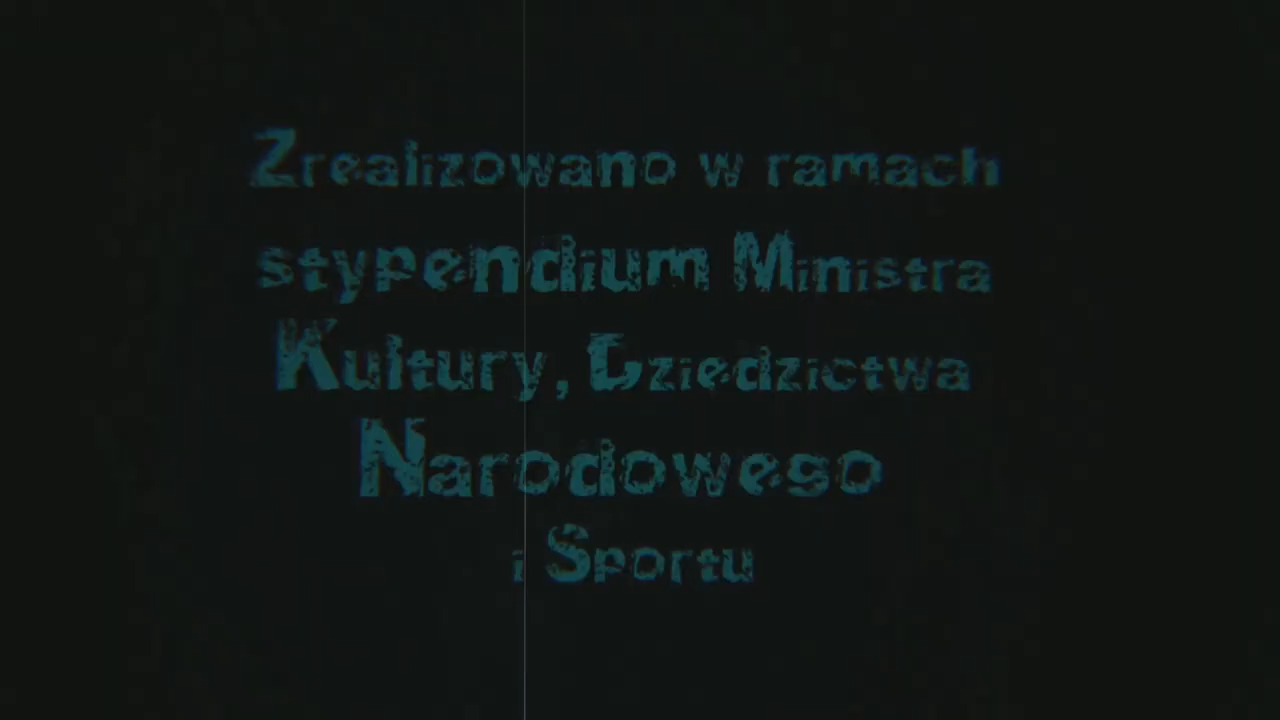 Zrealizowano w ramach
stypendium Ministra
Kultury, Dziedzictwa
Narodowego
i Sportu